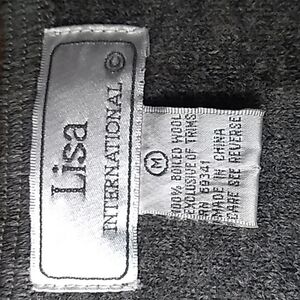 Lisa
INTERNATIONAL ©
M
100% BOILED WOOL
EXCLUSIVE OF TRIMS
RN 69341
MADE IN CHINA
CARE SEE REVERSE